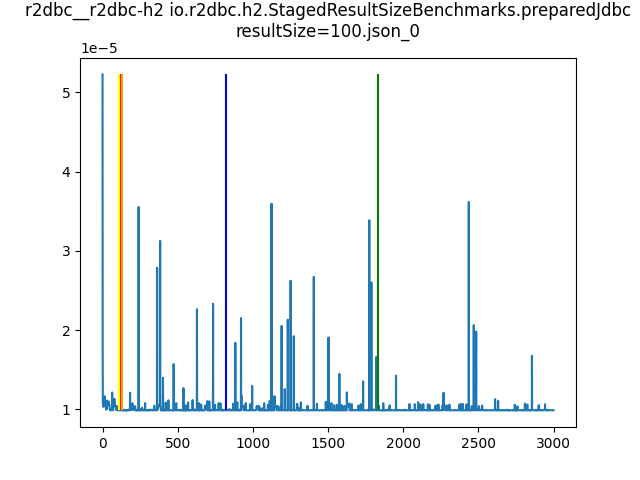 r2dbc__r2dbc-h2 io.r2dbc.h2.StagedResultSizeBenchmarks.preparedJdbc
resultSize=100.json_0
1e−5
5
4
3
2
1
0 500 1000 1500 2000 2500 3000